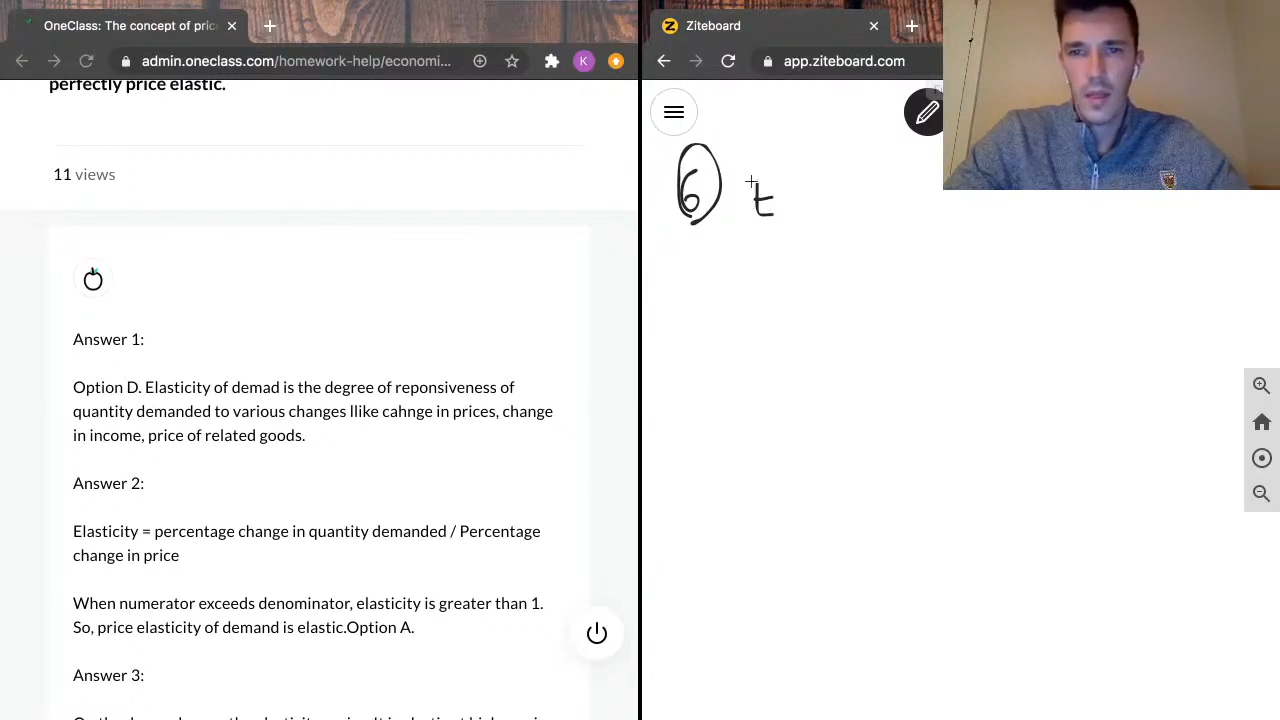 OneClass: The concept of pric
Ziteboard
admin.oneclass.com/homework-help/economi...
K
app.ziteboard.com
perfectly price elastic.
11 views
6 t
Answer 1:
Option D. Elasticity of demad is the degree of reponsiveness of
quantity demanded to various changes llike cahnge in prices, change
in income, price of related goods.
Answer 2:
Elasticity = percentage change in quantity demanded / Percentage
change in price
When numerator exceeds denominator, elasticity is greater than 1.
So, price elasticity of demand is elastic.Option A.
Answer 3: